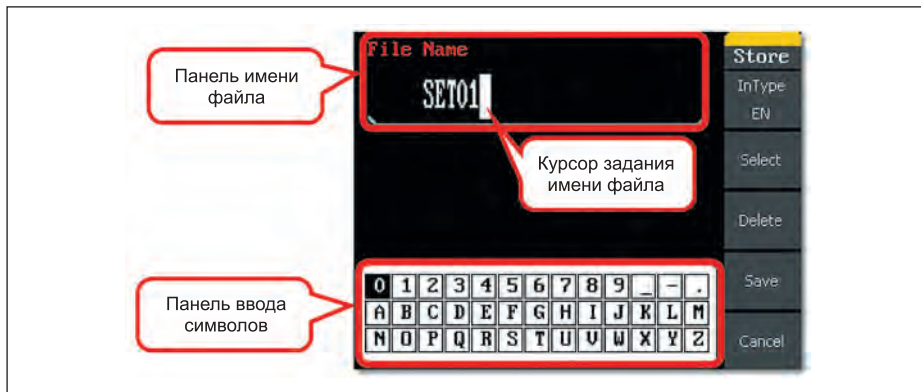 Панель имени
файла
File Name
SET01
Курсор задания
имени файла
Панель ввода
символов
0 1 2 3 4 5 6 7 8 9 _ - .
A B C D E F G H I J K L M
N O P Q R S T U V W X Y Z
Store
InType
EN
Select
Delete
Save
Cancel